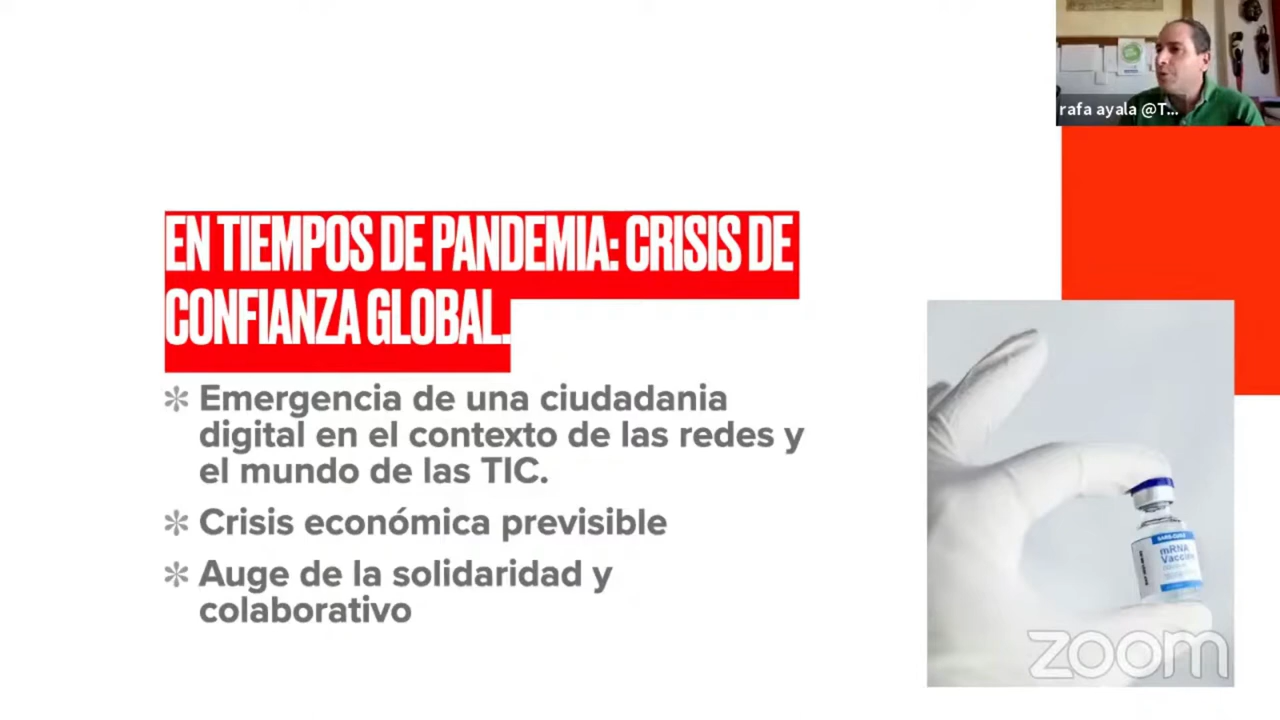 rafa ayala @T...
EN TIEMPOS DE PANDEMIA: CRISIS DE
CONFIANZA GLOBAL.
Emergencia de una ciudadania
digital en el contexto de las redes y
el mundo de las TIC.
Crisis económica previsible
Auge de la solidaridad y
colaborativo
mRNA
Vaccine
zoom